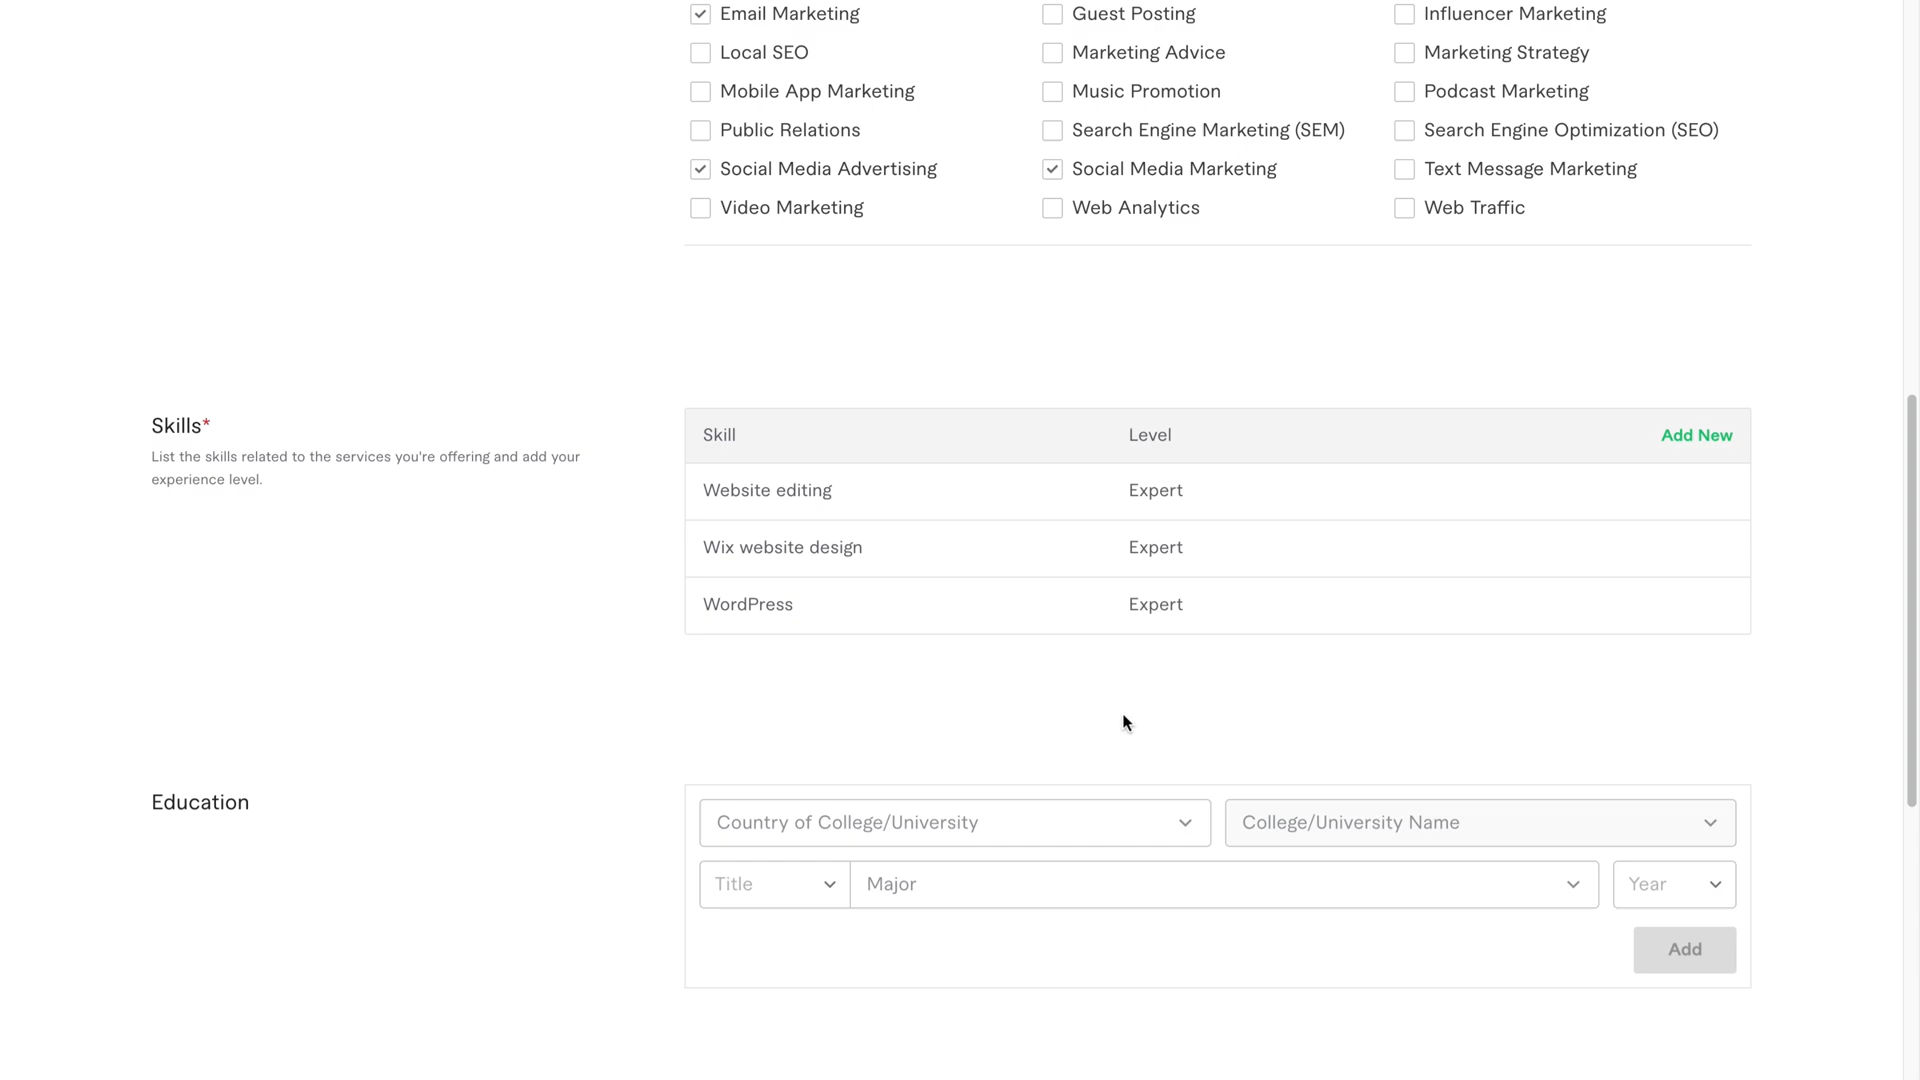 Email Marketing
Guest Posting
Influencer Marketing
Local SEO
Marketing Advice
Marketing Strategy
Mobile App Marketing
Music Promotion
Podcast Marketing
Public Relations
Search Engine Marketing (SEM)
Search Engine Optimization (SEO)
Social Media Advertising
Social Media Marketing
Text Message Marketing
Video Marketing
Web Analytics
Web Traffic
Skills*
List the skills related to the services you're offering and add your
experience level.
Skill
Level
Add New
Website editing
Expert
Wix website design
Expert
WordPress
Expert
Education
Country of College/University
College/University Name
Title
Major
Year
Add